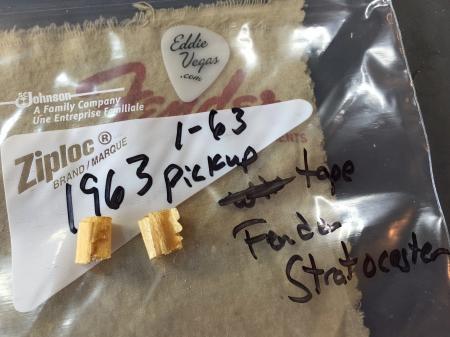 Eddie
Vegas
.com
SC Johnson
A Family Company
Une Entreprise Familiale
Fender
Ziploc®
BRAND/MARQUE
1-63
1963 pickup
tape
Fender
Stratocaster